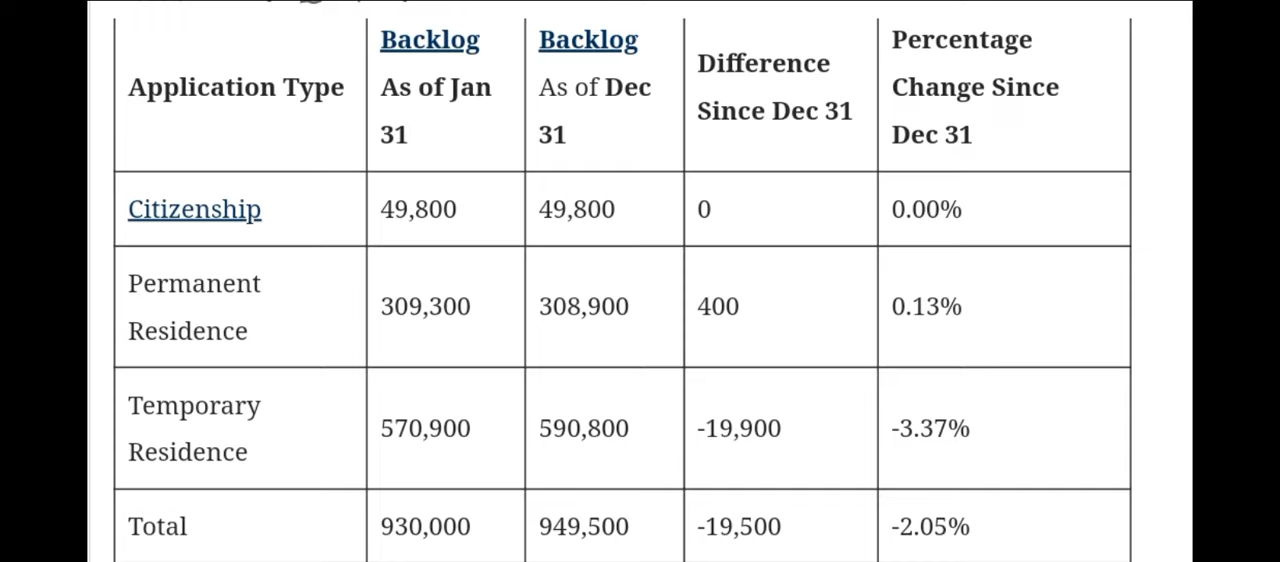 Application Type
Backlog
As of Jan
31
Backlog
As of Dec
31
Difference
Since Dec 31
Percentage
Change Since
Dec 31
Citizenship
49,800
49,800
0
0.00%
Permanent
Residence
309,300
308,900
400
0.13%
Temporary
Residence
570,900
590,800
-19,900
-3.37%
Total
930,000
949,500
-19,500
-2.05%